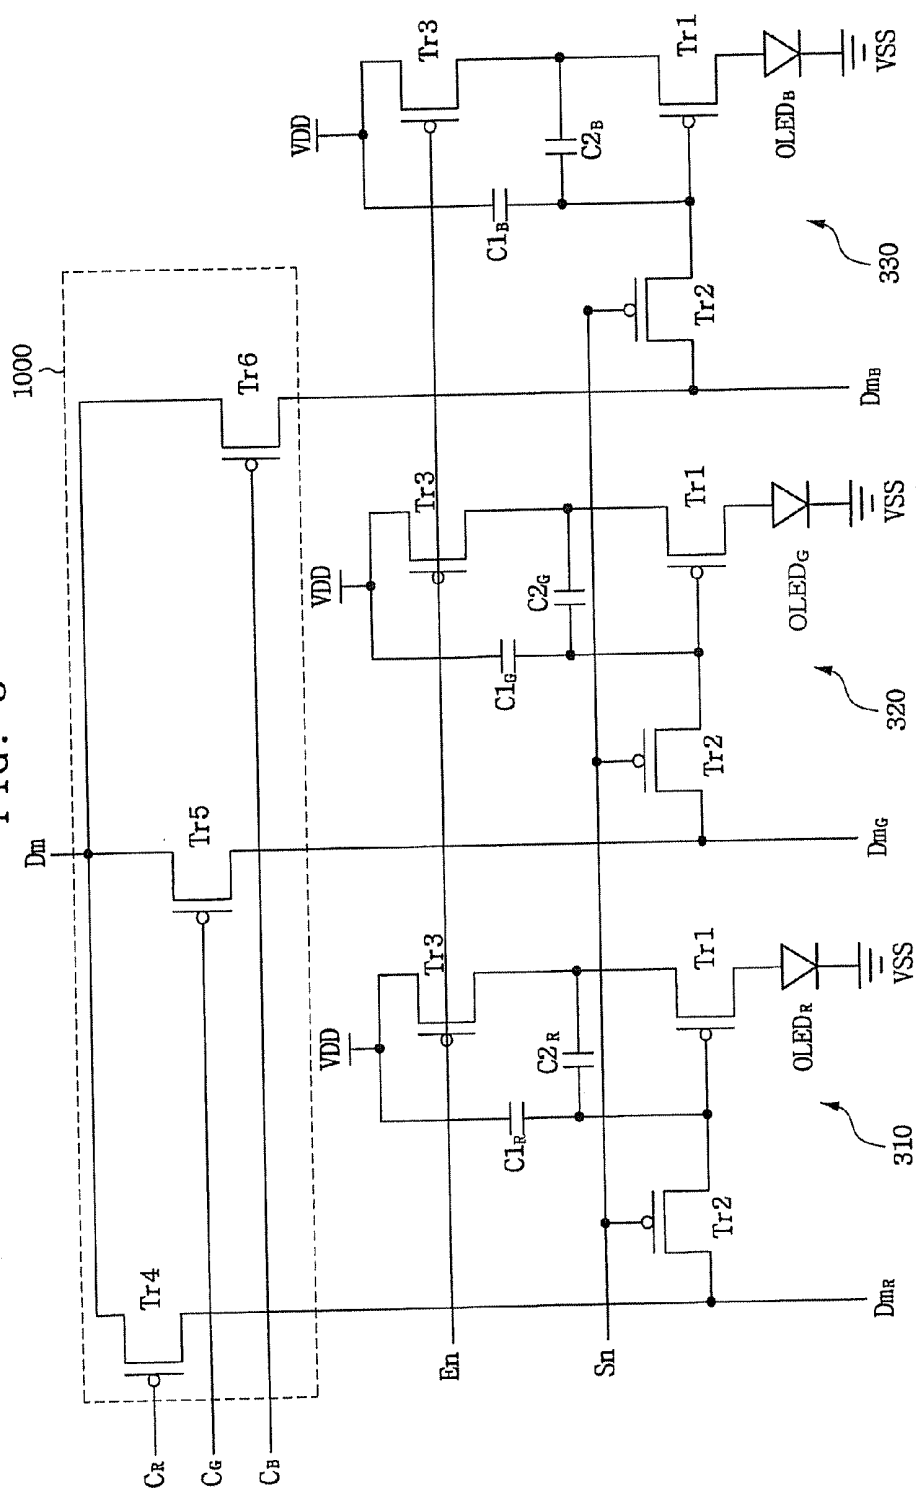 1000
Dm
Tr4
Tr5
Tr6
CR
CG
CB
VDD
VDD
VDD
Tr3
Tr3
Tr3
En
C1R
C2R
C1G
C2G
C1B
C2B
Sn
Tr2
Tr1
Tr2
Tr1
Tr2
Tr1
OLEDR
OLEDG
OLEDB
DmR
VSS
DmG
VSS
DmB
VSS
310
320
330